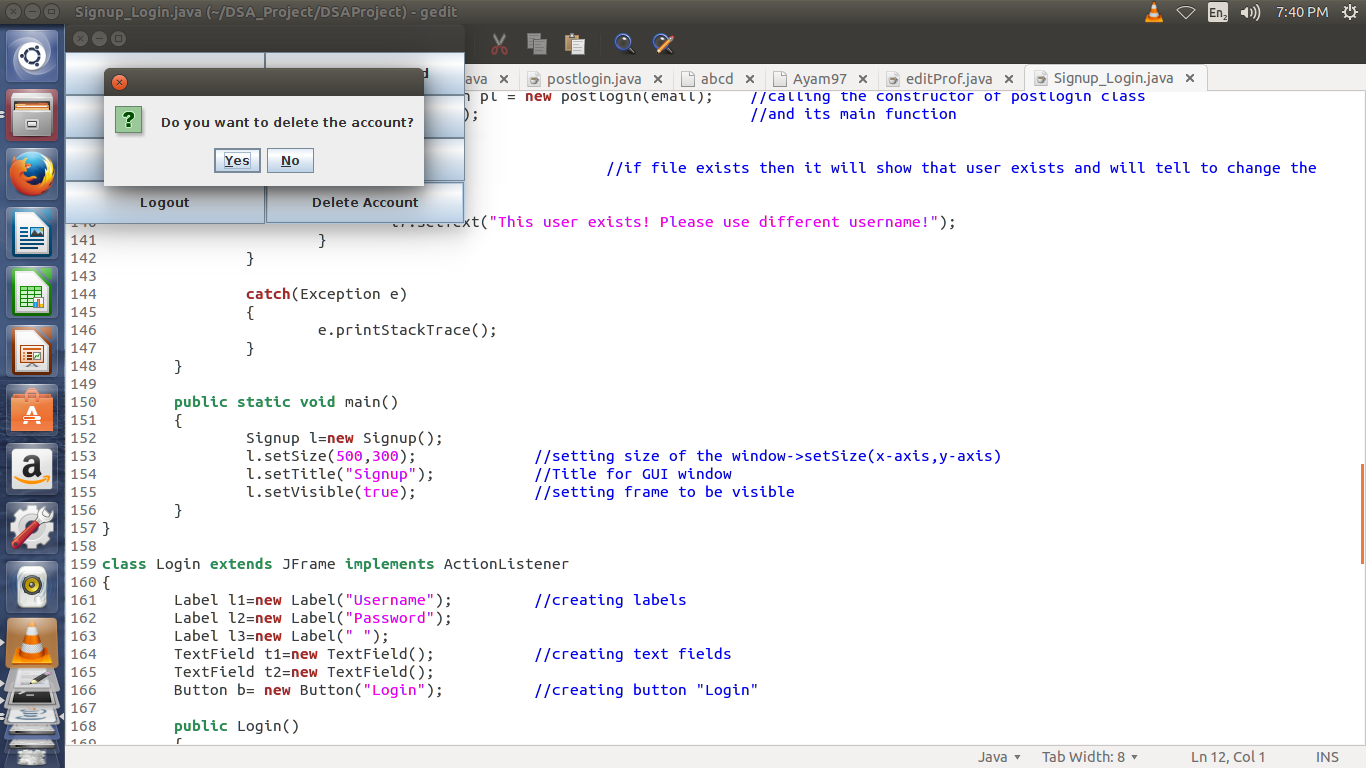 Signup_Login.java (~/DSA_Project/DSAProject) - gedit
En2
7:40 PM
d
ava ×
postlogin.java ×
abcd ×
Ayam97 ×
editProf.java ×
Signup_Login.java ×
Do you want to delete the account?
Yes
No
Logout
Delete Account
pl = new postlogin(email); //calling the constructor of postlogin class
); //and its main function
//if file exists then it will show that user exists and will tell to change the
("This user exists! Please use different username!");
141 }
142 }
143
144 catch(Exception e)
145 {
146 e.printStackTrace();
147 }
148 }
149
150 public static void main()
151 {
152 Signup l=new Signup();
153 l.setSize(500,300); //setting size of the window->setSize(x-axis,y-axis)
154 l.setTitle("Signup"); //Title for GUI window
155 l.setVisible(true); //setting frame to be visible
156 }
157 }
158
159 class Login extends JFrame implements ActionListener
160 {
161 Label l1=new Label("Username"); //creating labels
162 Label l2=new Label("Password");
163 Label l3=new Label(" ");
164 TextField t1=new TextField(); //creating text fields
165 TextField t2=new TextField();
166 Button b= new Button("Login"); //creating button "Login"
167
168 public Login()
169 {
Java
Tab Width: 8
Ln 12, Col 1
INS